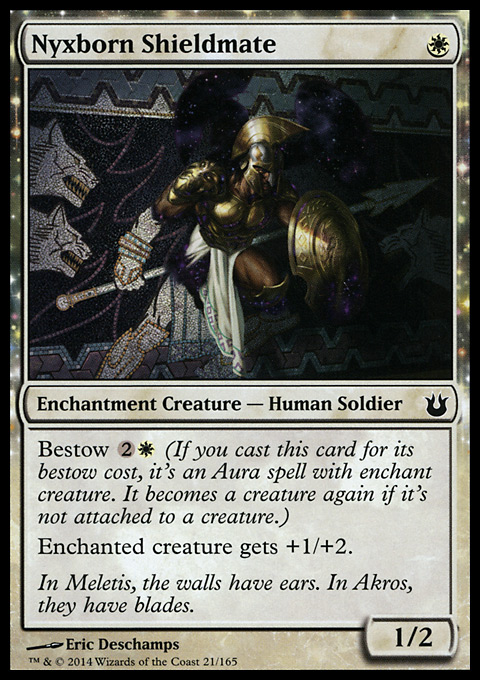 Nyxborn Shieldmate
Enchantment Creature — Human Soldier
Bestow 2 (If you cast this card for its
bestow cost, it's an Aura spell with enchant
creature. It becomes a creature again if it's
not attached to a creature.)
Enchanted creature gets +1/+2.
In Meletis, the walls have ears. In Akros,
they have blades.
Eric Deschamps
1/2
™ & © 2014 Wizards of the Coast 21/165